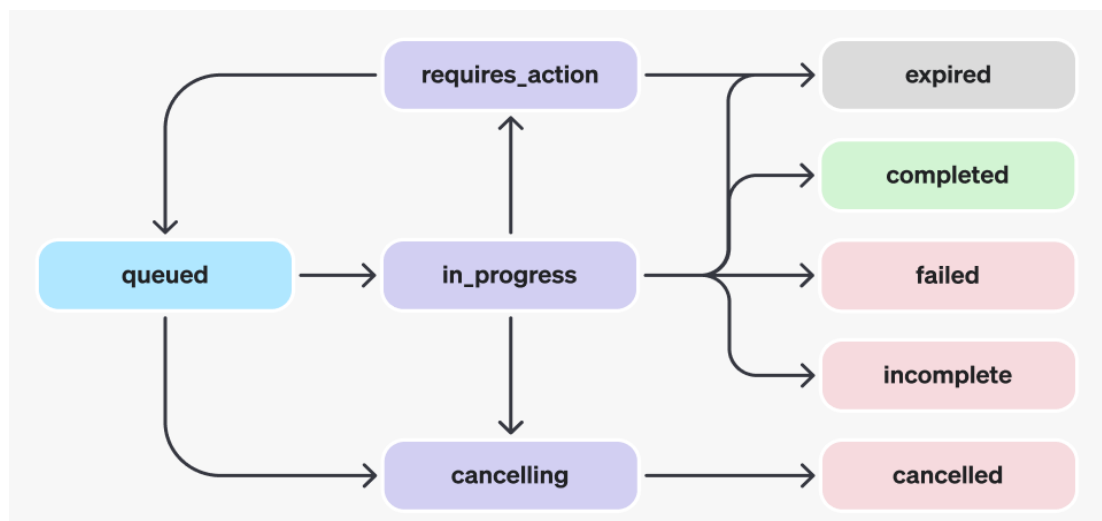 requires_action
expired
completed
queued
in_progress
failed
incomplete
cancelling
cancelled